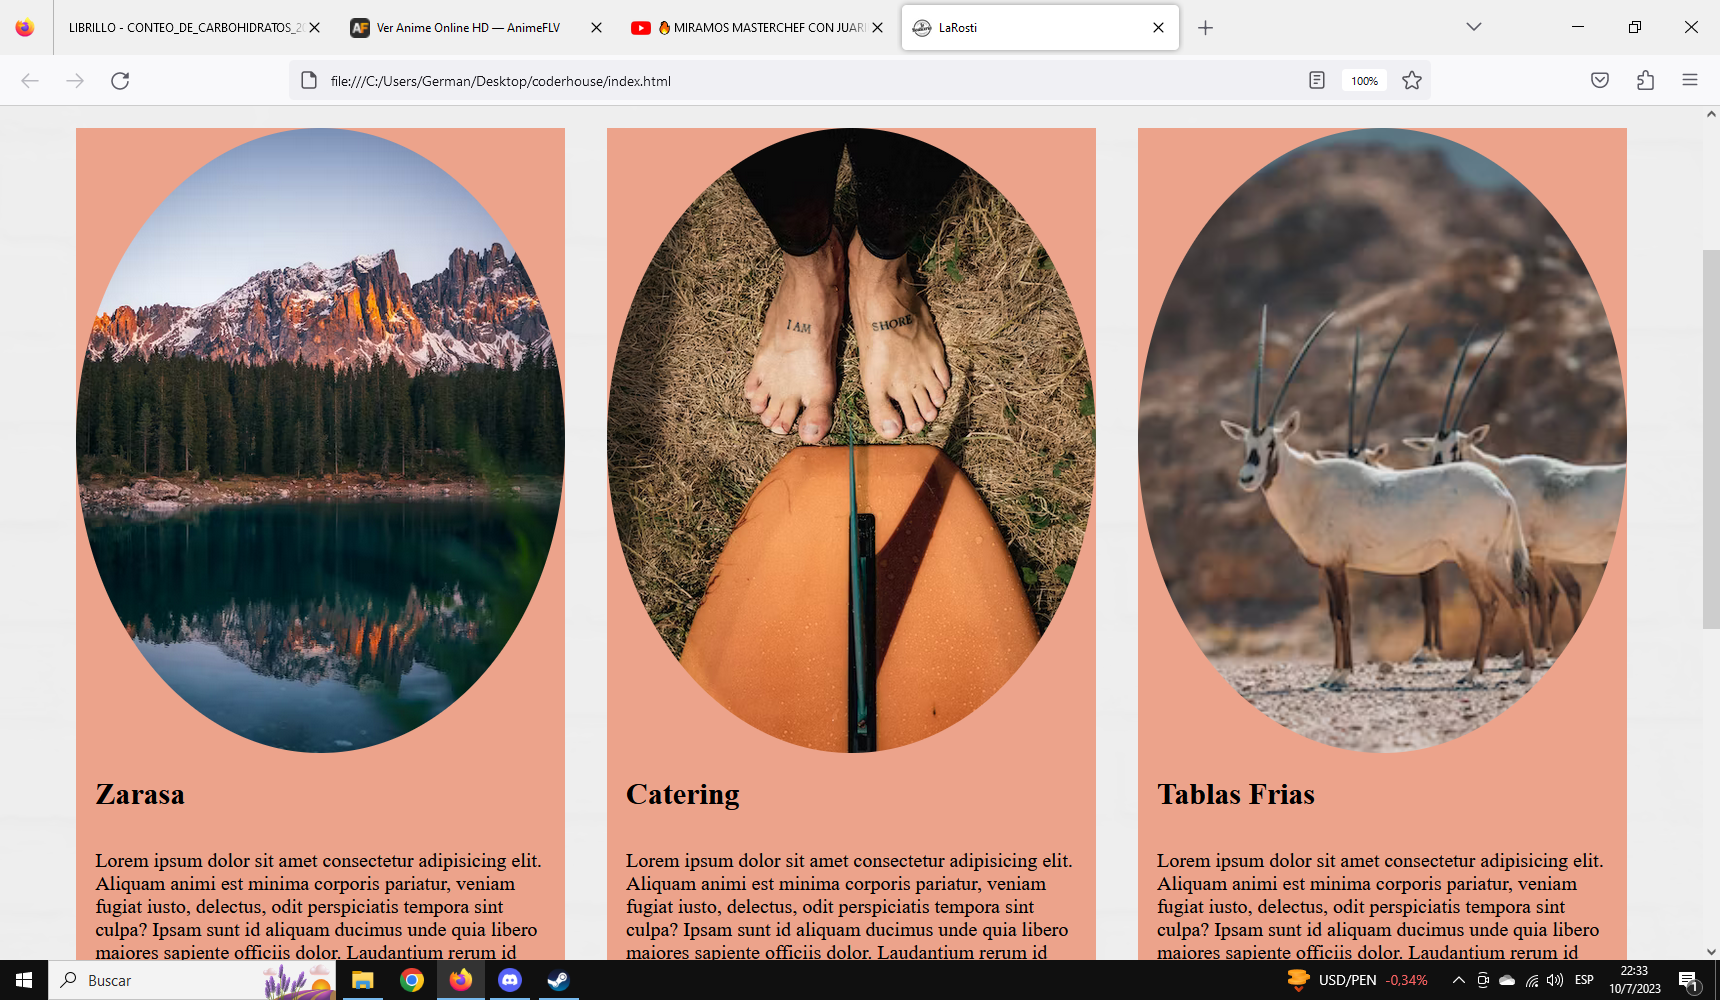 LIBRILLO - CONTEO_DE_CARBOHIDRATOS_20
Ver Anime Online HD — AnimeFLV
🔥 MIRAMOS MASTERCHEF CON JUARI
LaRosti
file:///C:/Users/German/Desktop/coderhouse/index.html
100%
I AM
SHORE
Zarasa
Catering
Tablas Frias
Lorem ipsum dolor sit amet consectetur adipisicing elit.
Aliquam animi est minima corporis pariatur, veniam
fugiat iusto, delectus, odit perspiciatis tempora sint
culpa? Ipsam sunt id aliquam ducimus unde quia libero
maiores sapiente officiis dolor. Laudantium rerum id
Lorem ipsum dolor sit amet consectetur adipisicing elit.
Aliquam animi est minima corporis pariatur, veniam
fugiat iusto, delectus, odit perspiciatis tempora sint
culpa? Ipsam sunt id aliquam ducimus unde quia libero
maiores sapiente officiis dolor. Laudantium rerum id
Lorem ipsum dolor sit amet consectetur adipisicing elit.
Aliquam animi est minima corporis pariatur, veniam
fugiat iusto, delectus, odit perspiciatis tempora sint
culpa? Ipsam sunt id aliquam ducimus unde quia libero
maiores sapiente officiis dolor. Laudantium rerum id
Buscar
USD/PEN -0,34%
ESP
22:33
10/7/2023
1